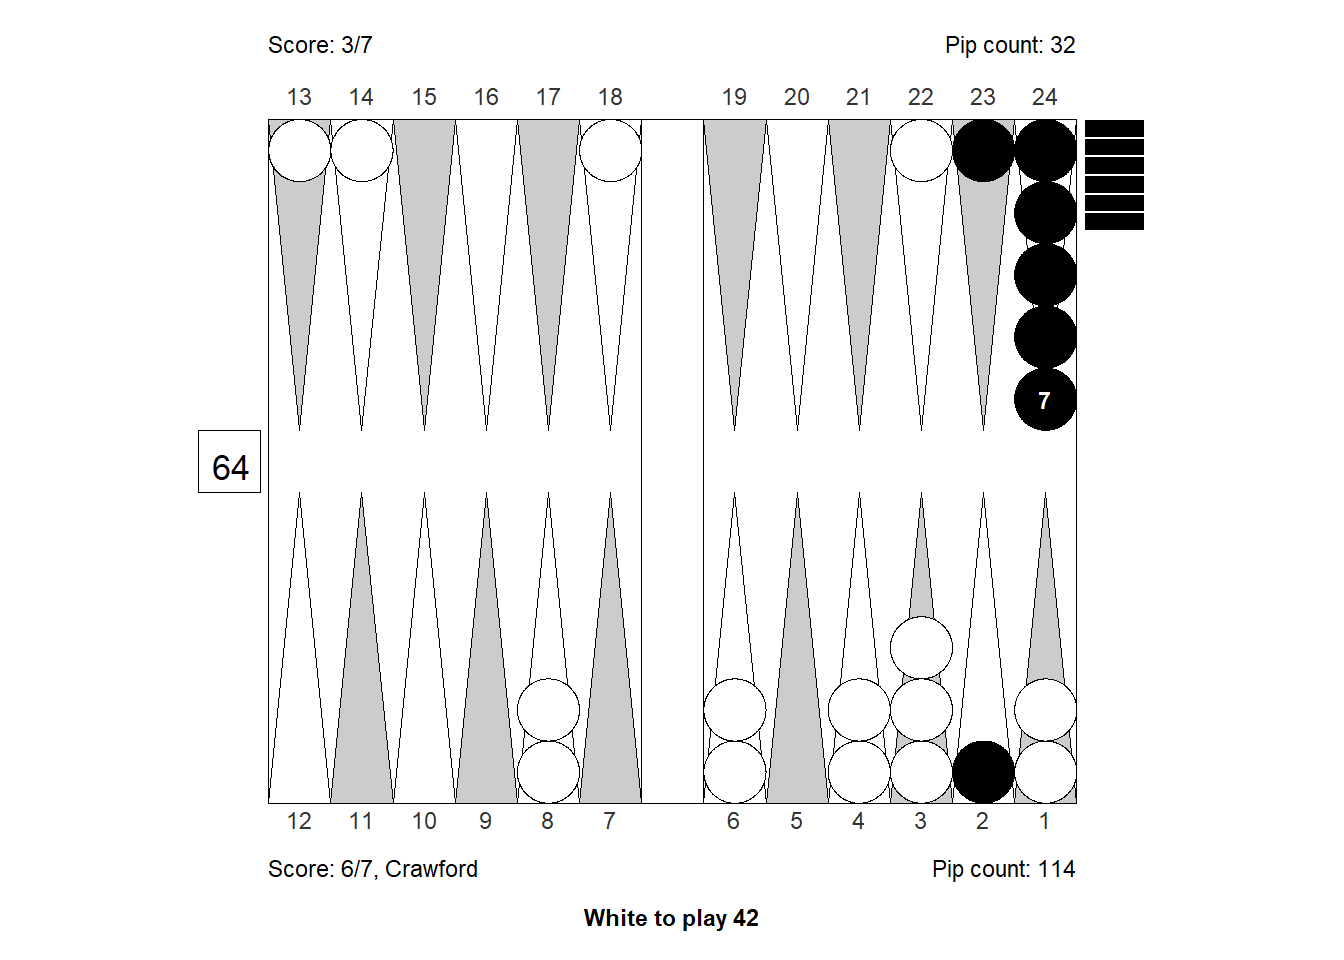 Score: 3/7 Pip count: 32
13 14 15 16 17 18 19 20 21 22 23 24
7
64
12 11 10 9 8 7 6 5 4 3 2 1
Score: 6/7, Crawford Pip count: 114
White to play 42